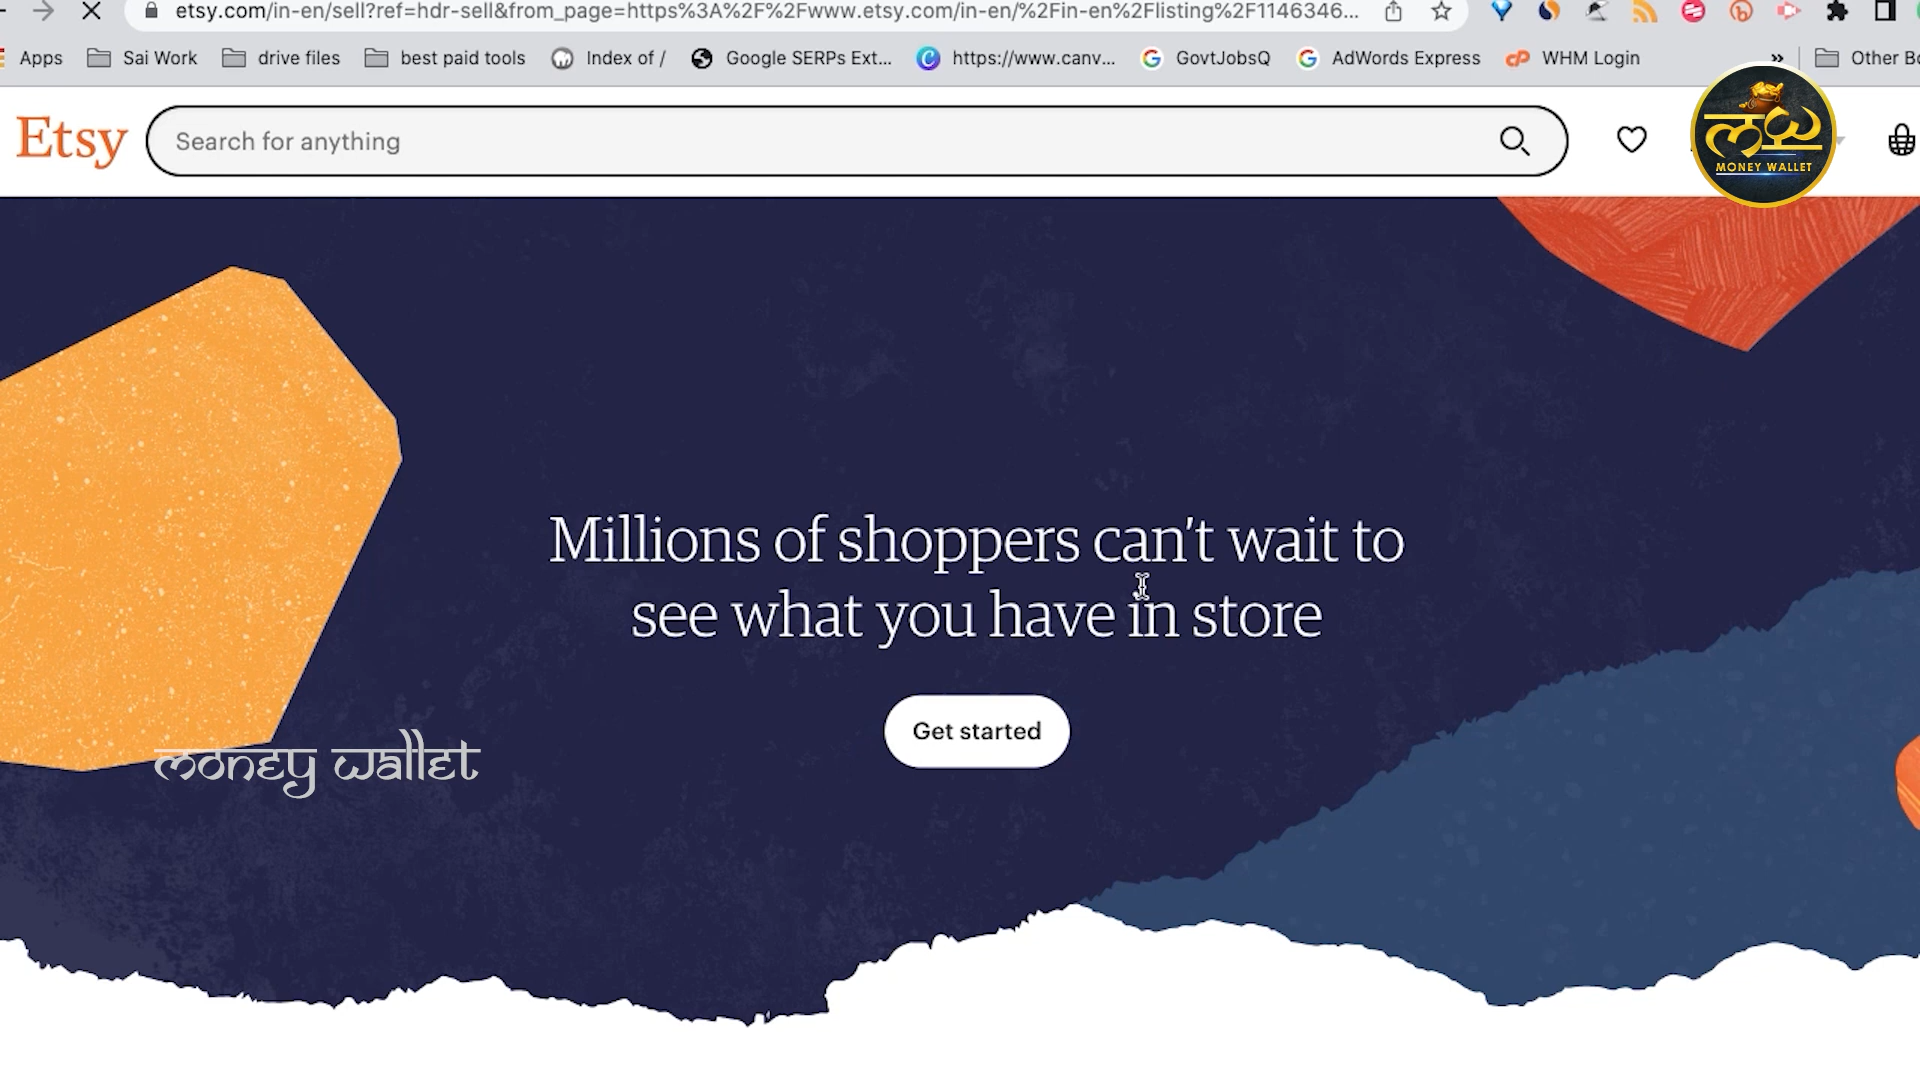 etsy.com/in-en/sell?ref=hdr-sell&from_page=https%3A%2F%2Fwww.etsy.com/in-en/%2Fin-en%2Flisting%2F1146346...
Apps Sai Work drive files best paid tools Index of / Google SERPs Ext... https://www.canv... GovtJobsQ AdWords Express WHM Login » Other Bo
Etsy
Search for anything
MONEY WALLET
Millions of shoppers can't wait to
see what you have in store
Get started
money wallet